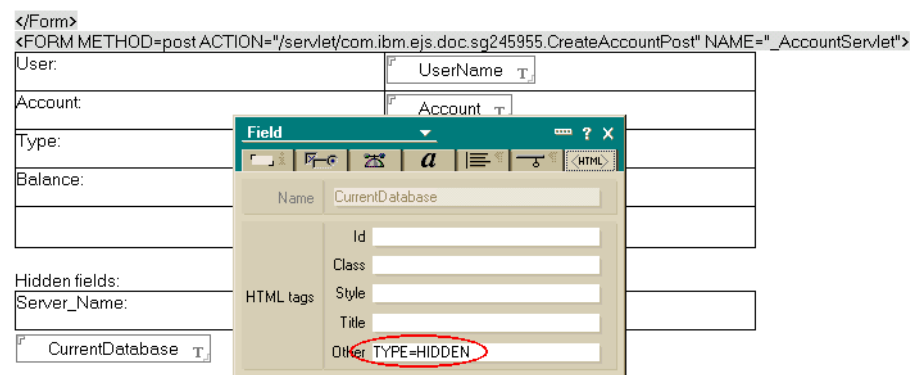 </Form>
<FORM METHOD=post ACTION="/servlet/com.ibm.ejs.doc.sg245955.CreateAccountPost" NAME="_AccountServlet">
User:
UserName T
Account:
Account T
Field
? X
i a <HTML>
Type:
Balance:
Name CurrentDatabase
HTML tags
Id
Class
Style
Title
Other TYPE=HIDDEN
Hidden fields:
Server_Name:
CurrentDatabase T